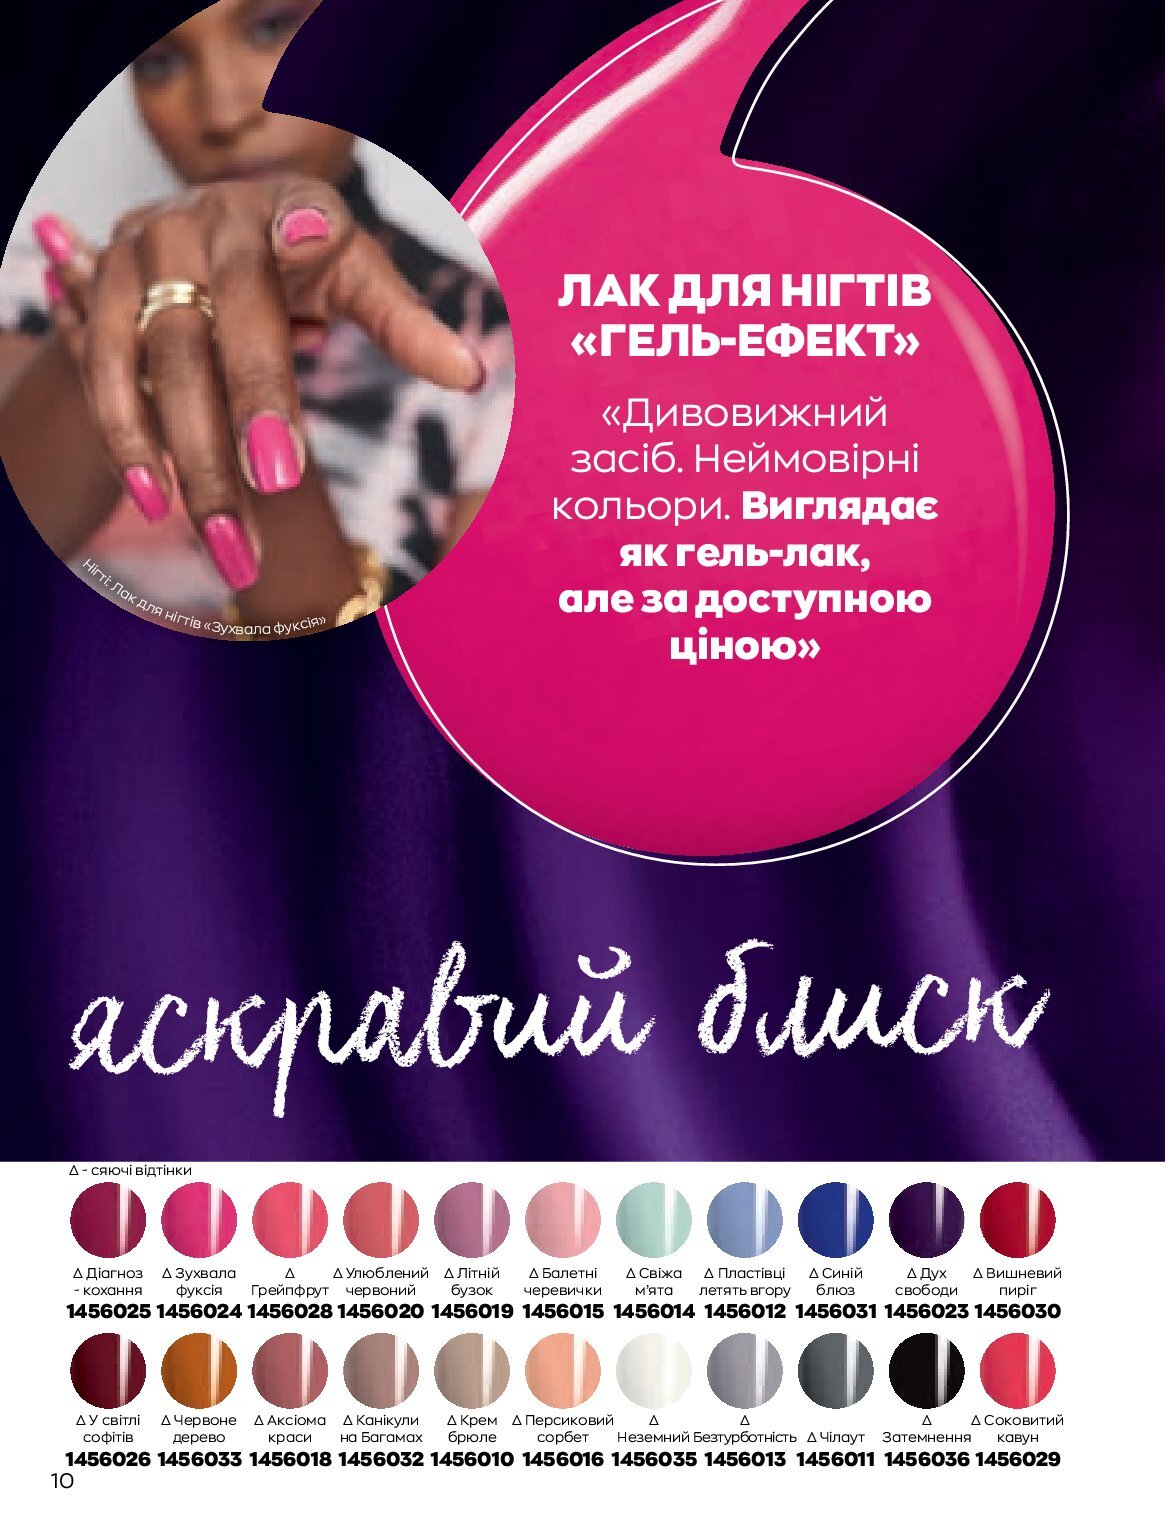 ЛАК ДЛЯ НІГТІВ
«ГЕЛЬ-ЕФЕКТ»
«Дивовижний
засіб. Неймовірні
кольори. Виглядає
як гель-лак,
але за доступною
ціною»
Нігті: Лак для нігтів «Зухвала фуксія»
яскравий блиск
Δ - сяючі відтінки
Δ Діагноз
- кохання
1456025
Δ Зухвала
фуксія
1456024
Δ
Грейпфрут
1456028
Δ Улюблений
червоний
1456020
Δ Літній
бузок
1456019
Δ Балетні
черевички
1456015
Δ Свіжа
м'ята
1456014
Δ Пластівці
летять вгору
1456012
Δ Синій
блюз
1456031
Δ Дух
свободи
1456023
Δ Вишневий
пиріг
1456030
Δ У світлі
софітів
1456026
Δ Червоне
дерево
1456033
Δ Аксіома
краси
1456018
Δ Канікули
на Багамах
1456032
Δ Крем
брюле
1456010
Δ Персиковий
сорбет
1456016
Δ
Неземний
1456035
Δ
Безтурботність
1456013
Δ Чілаут
1456011
Δ
Затемнення
1456036
Δ Соковитий
кавун
1456029
10